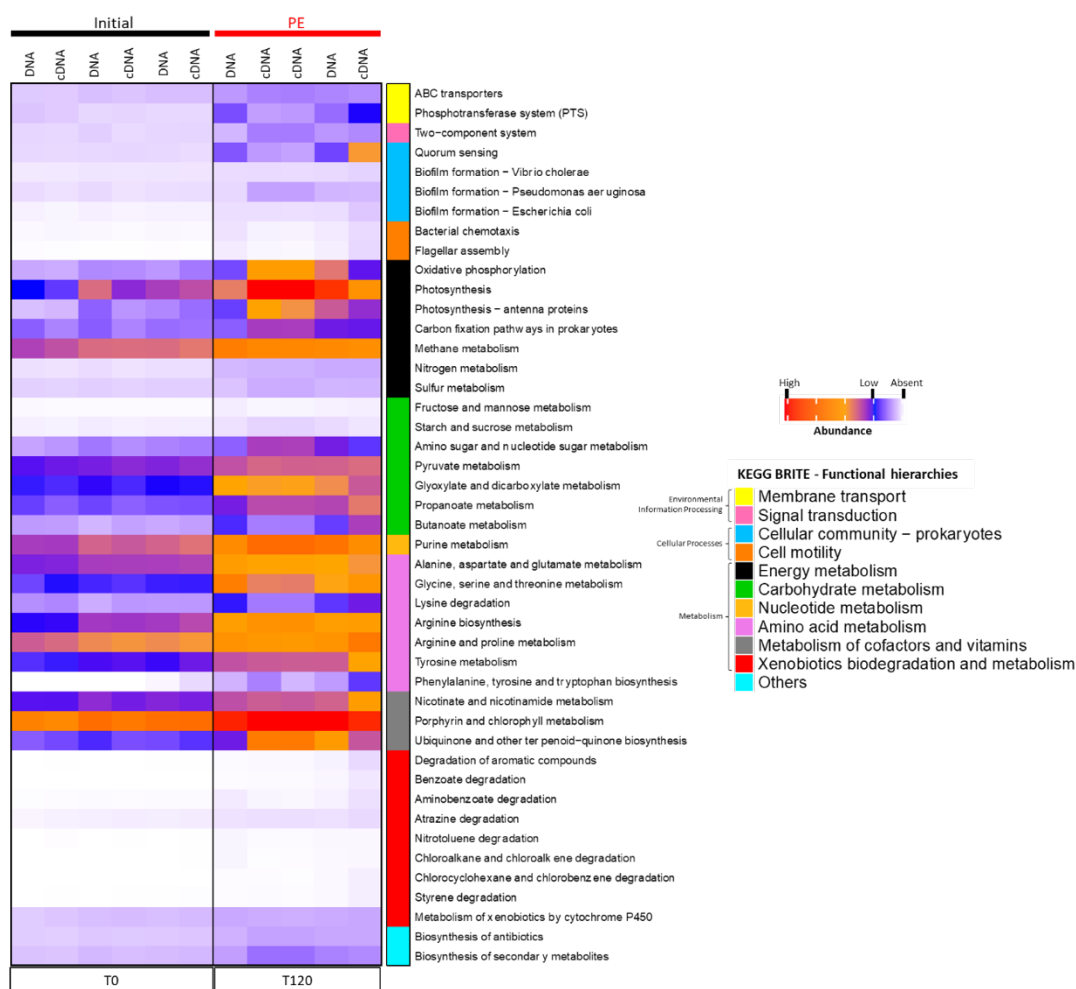 Initial
PE
DNA
cDNA
DNA
cDNA
DNA
cDNA
DNA
cDNA
cDNA
DNA
cDNA
ABC transporters
Phosphotransferase system (PTS)
Two−component system
Quorum sensing
Biofilm formation − Vibrio cholerae
Biofilm formation − Pseudomonas aer uginosa
Biofilm formation − Escherichia coli
Bacterial chemotaxis
Flagellar assembly
Oxidative phosphorylation
Photosynthesis
Photosynthesis − antenna proteins
Carbon fixation pathways in prokaryotes
Methane metabolism
Nitrogen metabolism
Sulfur metabolism
Fructose and mannose metabolism
Starch and sucrose metabolism
Amino sugar and nucleotide sugar metabolism
Pyruvate metabolism
Glyoxylate and dicarboxylate metabolism
Propanoate metabolism
Butanoate metabolism
Purine metabolism
Alanine, aspartate and glutamate metabolism
Glycine, serine and threonine metabolism
Lysine degradation
Arginine biosynthesis
Arginine and proline metabolism
Tyrosine metabolism
Phenylalanine, tyrosine and tryptophan biosynthesis
Nicotinate and nicotinamide metabolism
Porphyrin and chlorophyll metabolism
Ubiquinone and other ter penoid−quinone biosynthesis
Degradation of aromatic compounds
Benzoate degradation
Aminobenzoate degradation
Atrazine degradation
Nitrotoluene degradation
Chloroalkane and chloroalk ene degradation
Chlorocyclohexane and chlorobenzene degradation
Styrene degradation
Metabolism of xenobiotics by cytochrome P450
Biosynthesis of antibiotics
Biosynthesis of secondar y metabolites
T0
T120
High
Low
Absent
Abundance
KEGG BRITE - Functional hierarchies
Environmental
Information Processing
Membrane transport
Signal transduction
Cellular Processes
Cellular community − prokaryotes
Cell motility
Metabolism
Energy metabolism
Carbohydrate metabolism
Nucleotide metabolism
Amino acid metabolism
Metabolism of cofactors and vitamins
Xenobiotics biodegradation and metabolism
Others